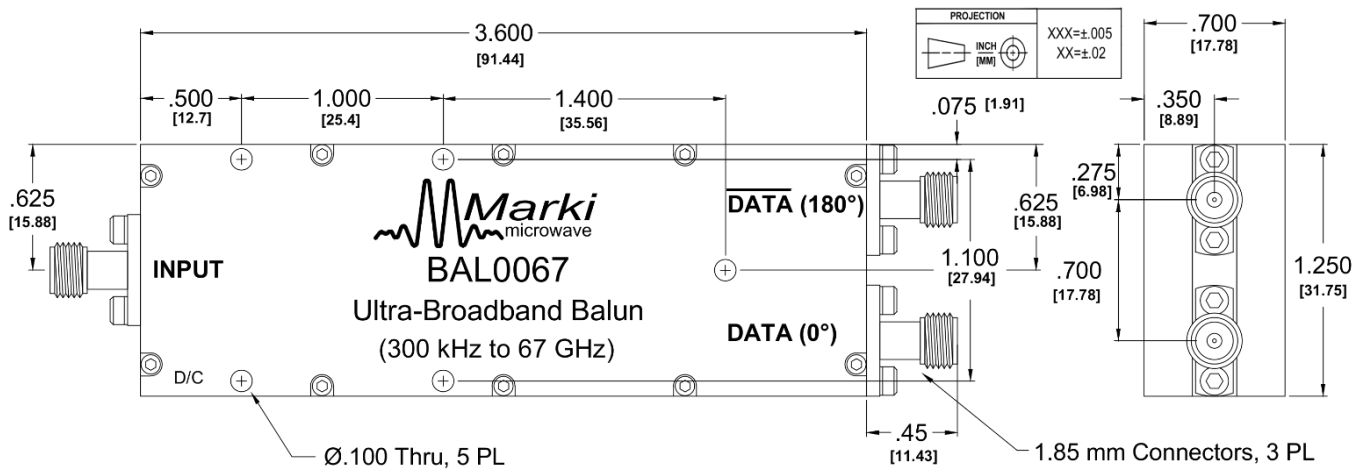 PROJECTION
INCH
[MM]
XXX=±.005
XX=±.02
3.600
[91.44]
.700
[17.78]
.500
[12.7]
1.000
[25.4]
1.400
[35.56]
.075 [1.91]
.350
[8.89]
.625
[15.88]
.275
[6.98]
.625
[15.88]
Marki
microwave
DATA (180°)
INPUT
BAL0067
1.100
[27.94]
.700
[17.78]
1.250
[31.75]
Ultra-Broadband Balun
(300 kHz to 67 GHz)
DATA (0°)
D/C
.45
[11.43]
Ø.100 Thru, 5 PL
1.85 mm Connectors, 3 PL